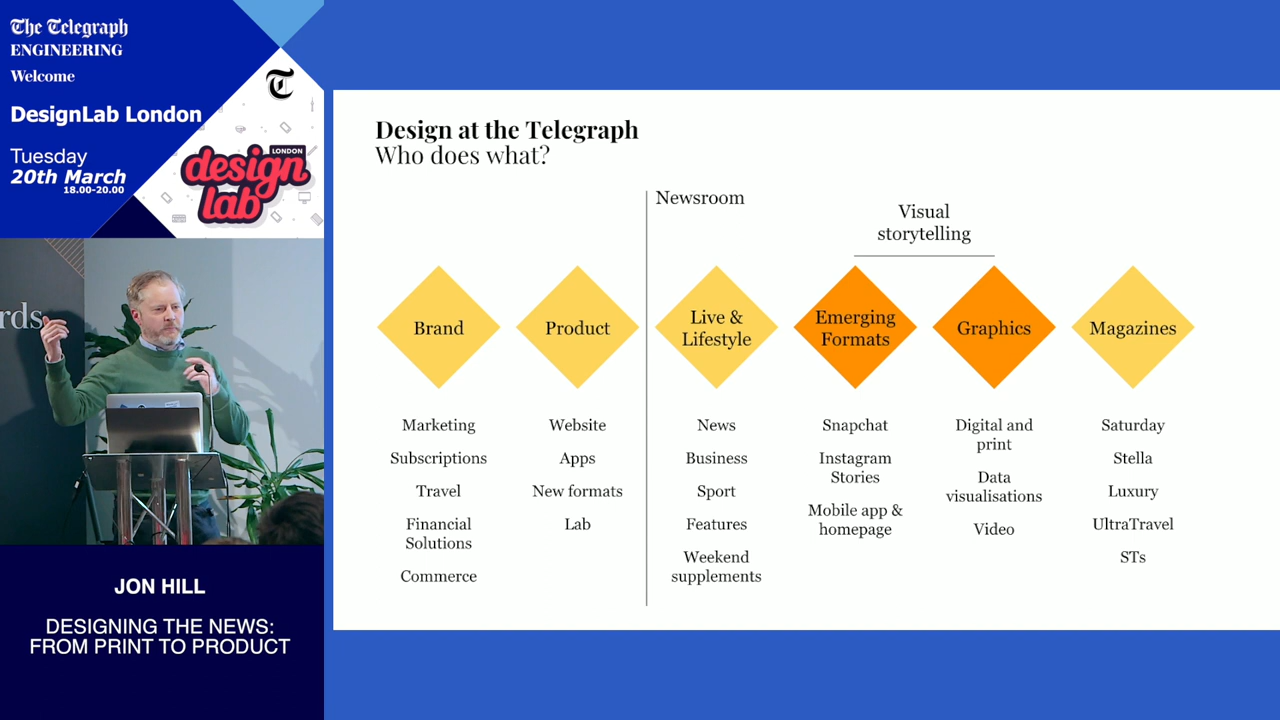 The Telegraph
ENGINEERING
Welcome
DesignLab London
Tuesday
20th March
18.00-20.00
T
LONDON
design
lab
rds
JON HILL
DESIGNING THE NEWS:
FROM PRINT TO PRODUCT
Design at the Telegraph
Who does what?
Newsroom
Visual
storytelling
Brand
Marketing
Subscriptions
Travel
Financial
Solutions
Commerce
Product
Website
Apps
New formats
Lab
Live &
Lifestyle
News
Business
Sport
Features
Weekend
supplements
Emerging
Formats
Snapchat
Instagram
Stories
Mobile app &
homepage
Graphics
Digital and
print
Data
visualisations
Video
Magazines
Saturday
Stella
Luxury
UltraTravel
STs